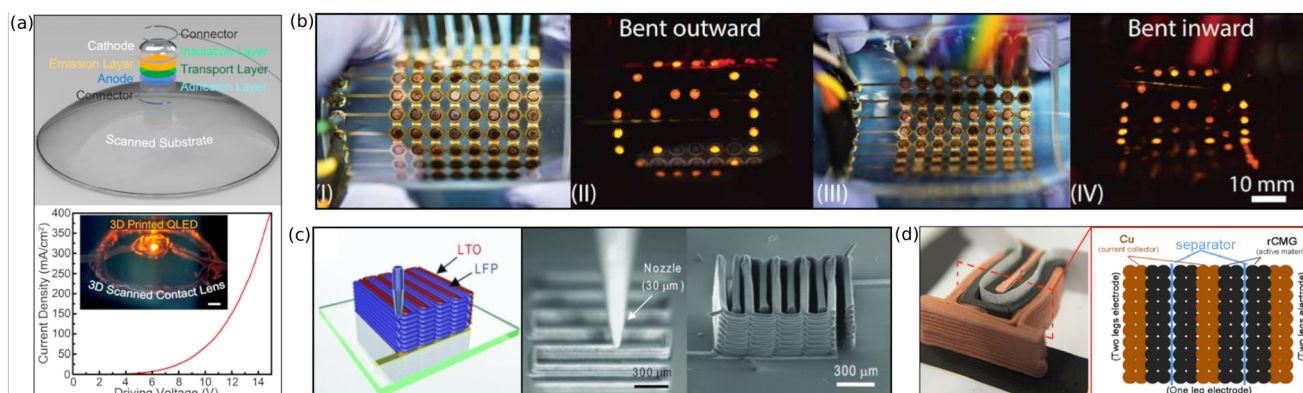 (a)
Connector
Cathode
Insulation Layer
Emission Layer
Transport Layer
Anode
Adhesion Layer
Connector
Scanned Substrate
400
350
300
250
200
150
100
50
0
Current Density (mA/cm²)
3D Printed QLED
3D Scanned Contact Lens
0 2 4 6 8 10 12 14
Driving Voltage (V)
(b)
(I)
Bent outward
(II)
(III)
Bent inward
(IV)
10 mm
(c)
LTO
LFP
Nozzle
(30 μm)
300 μm
300 μm
(d)
Cu
(current collector)
separator
rCMG
(active
(Two legs electrode)
(Two
(One leg electrode)